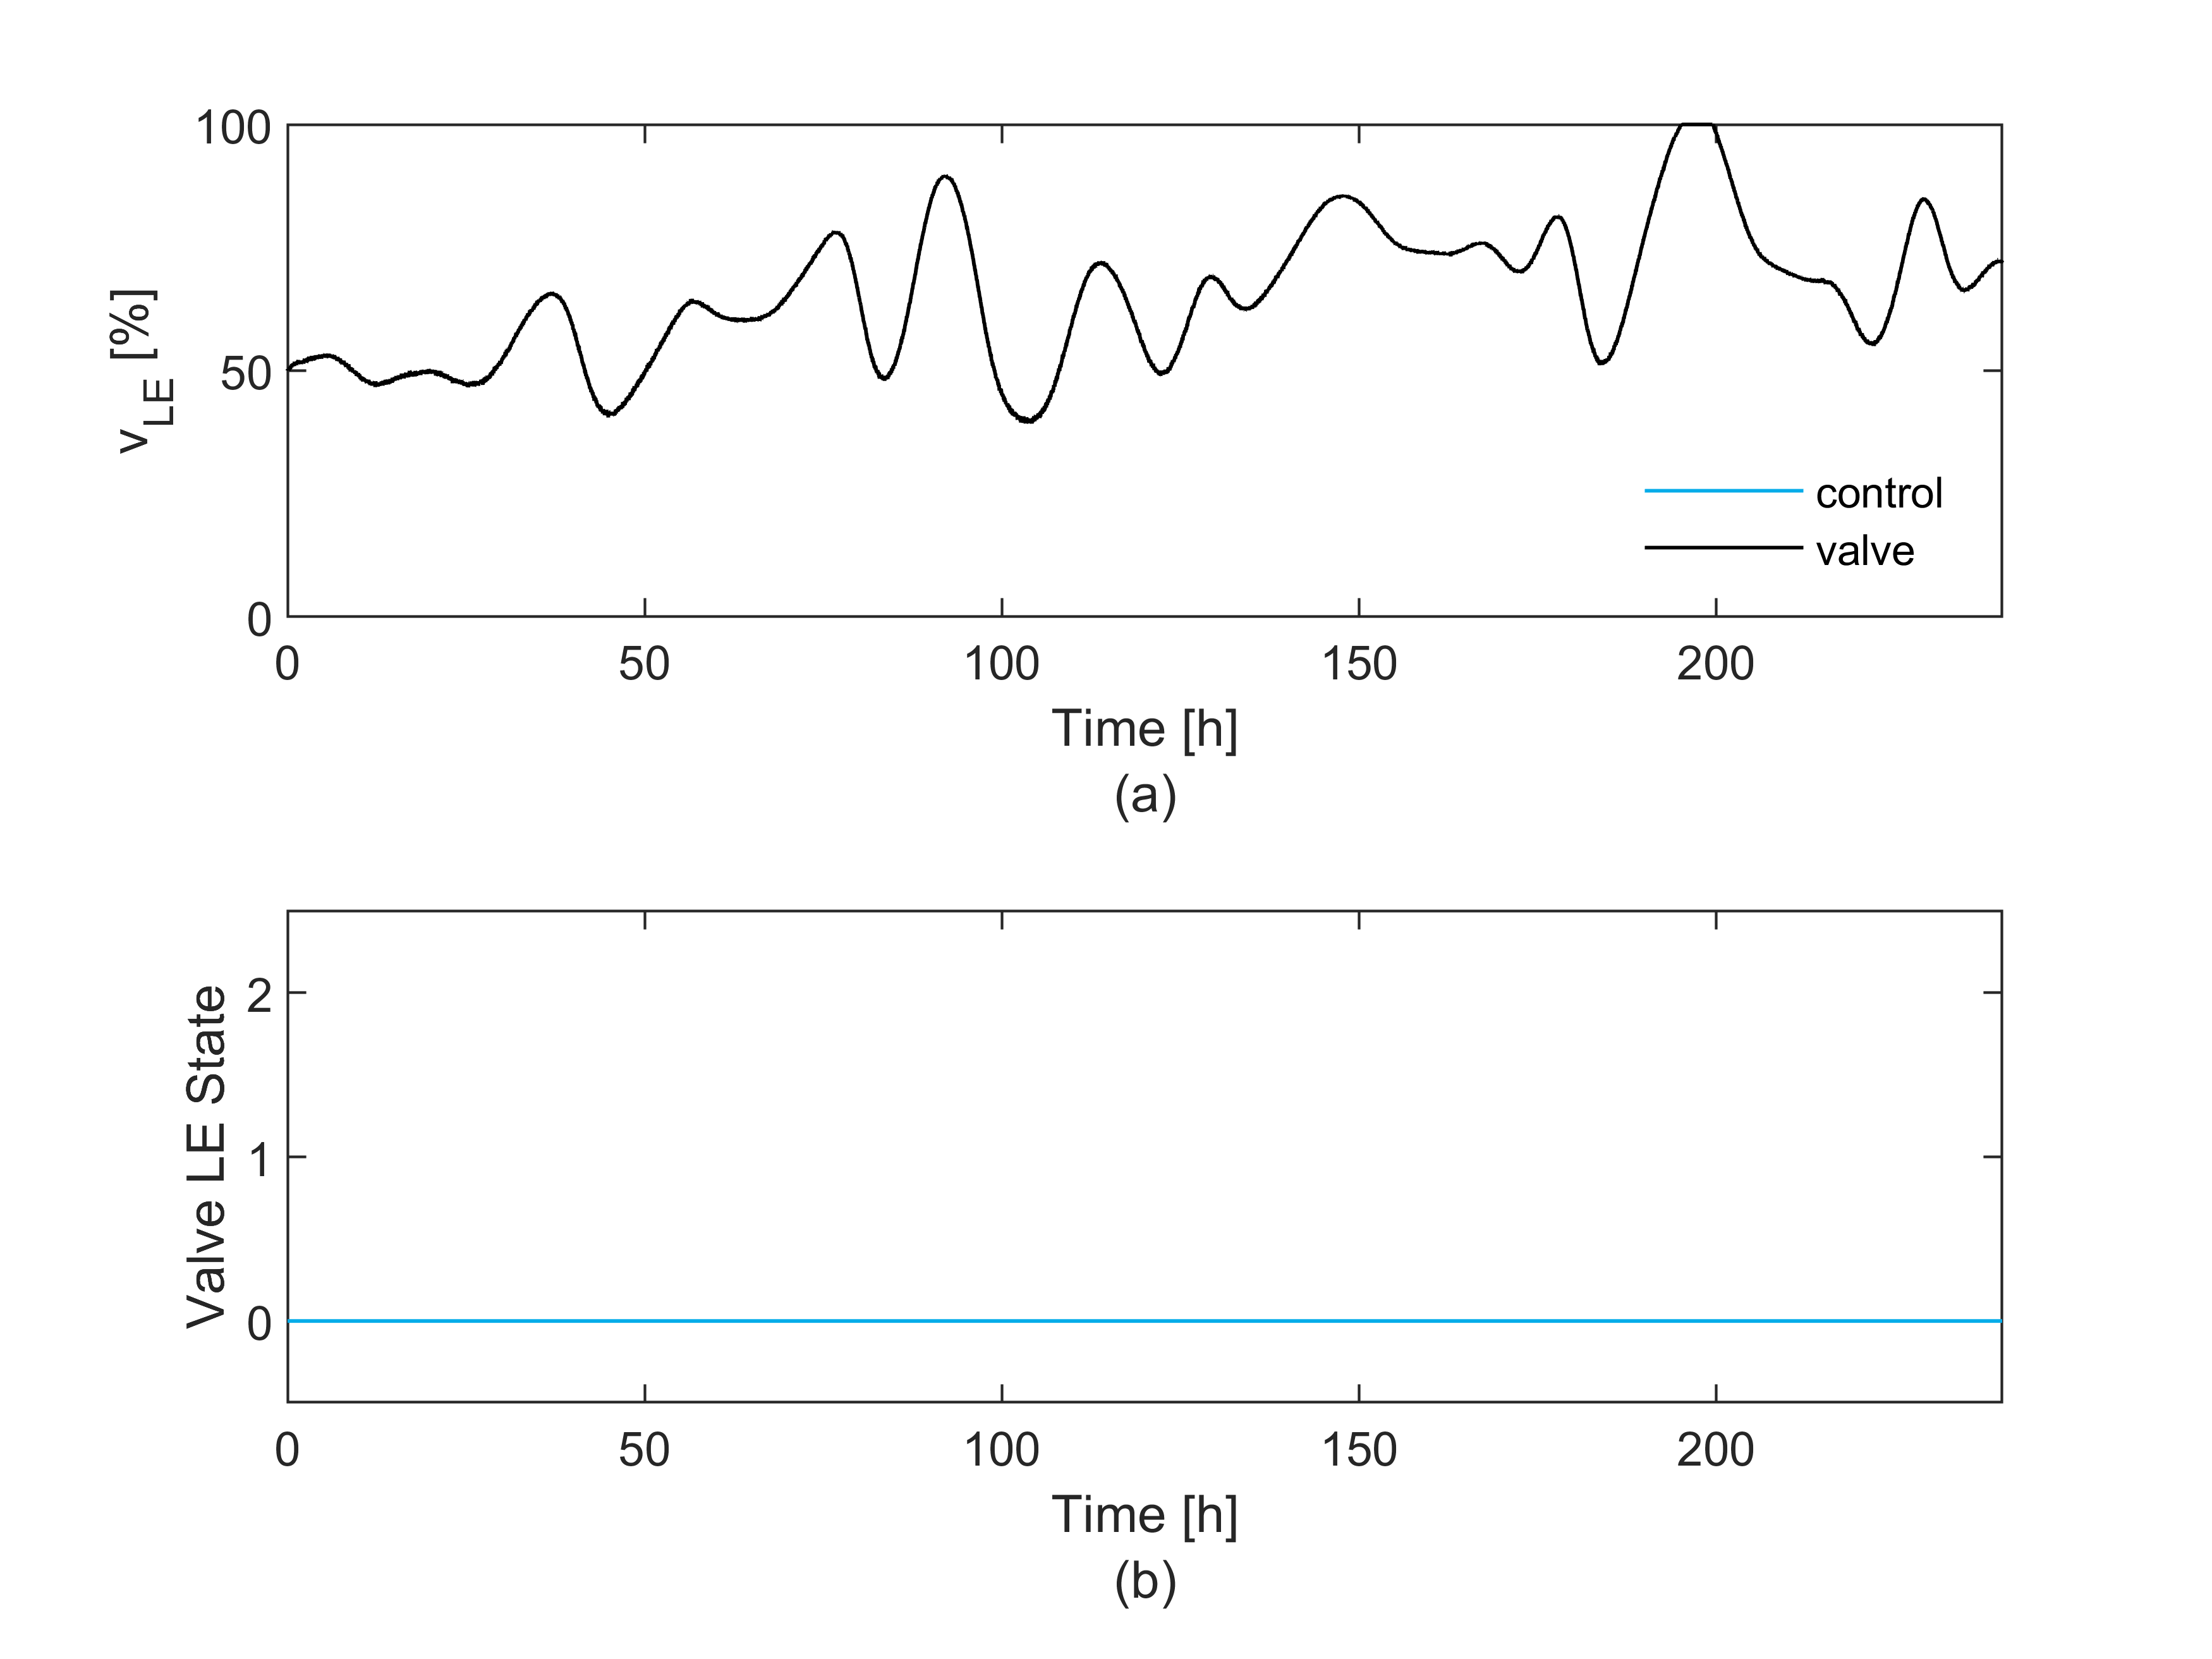 100
50
0
v_LE [%]
control
valve
0 50 100 150 200
Time [h]
(a)
2
1
0
Valve LE State
0 50 100 150 200
Time [h]
(b)